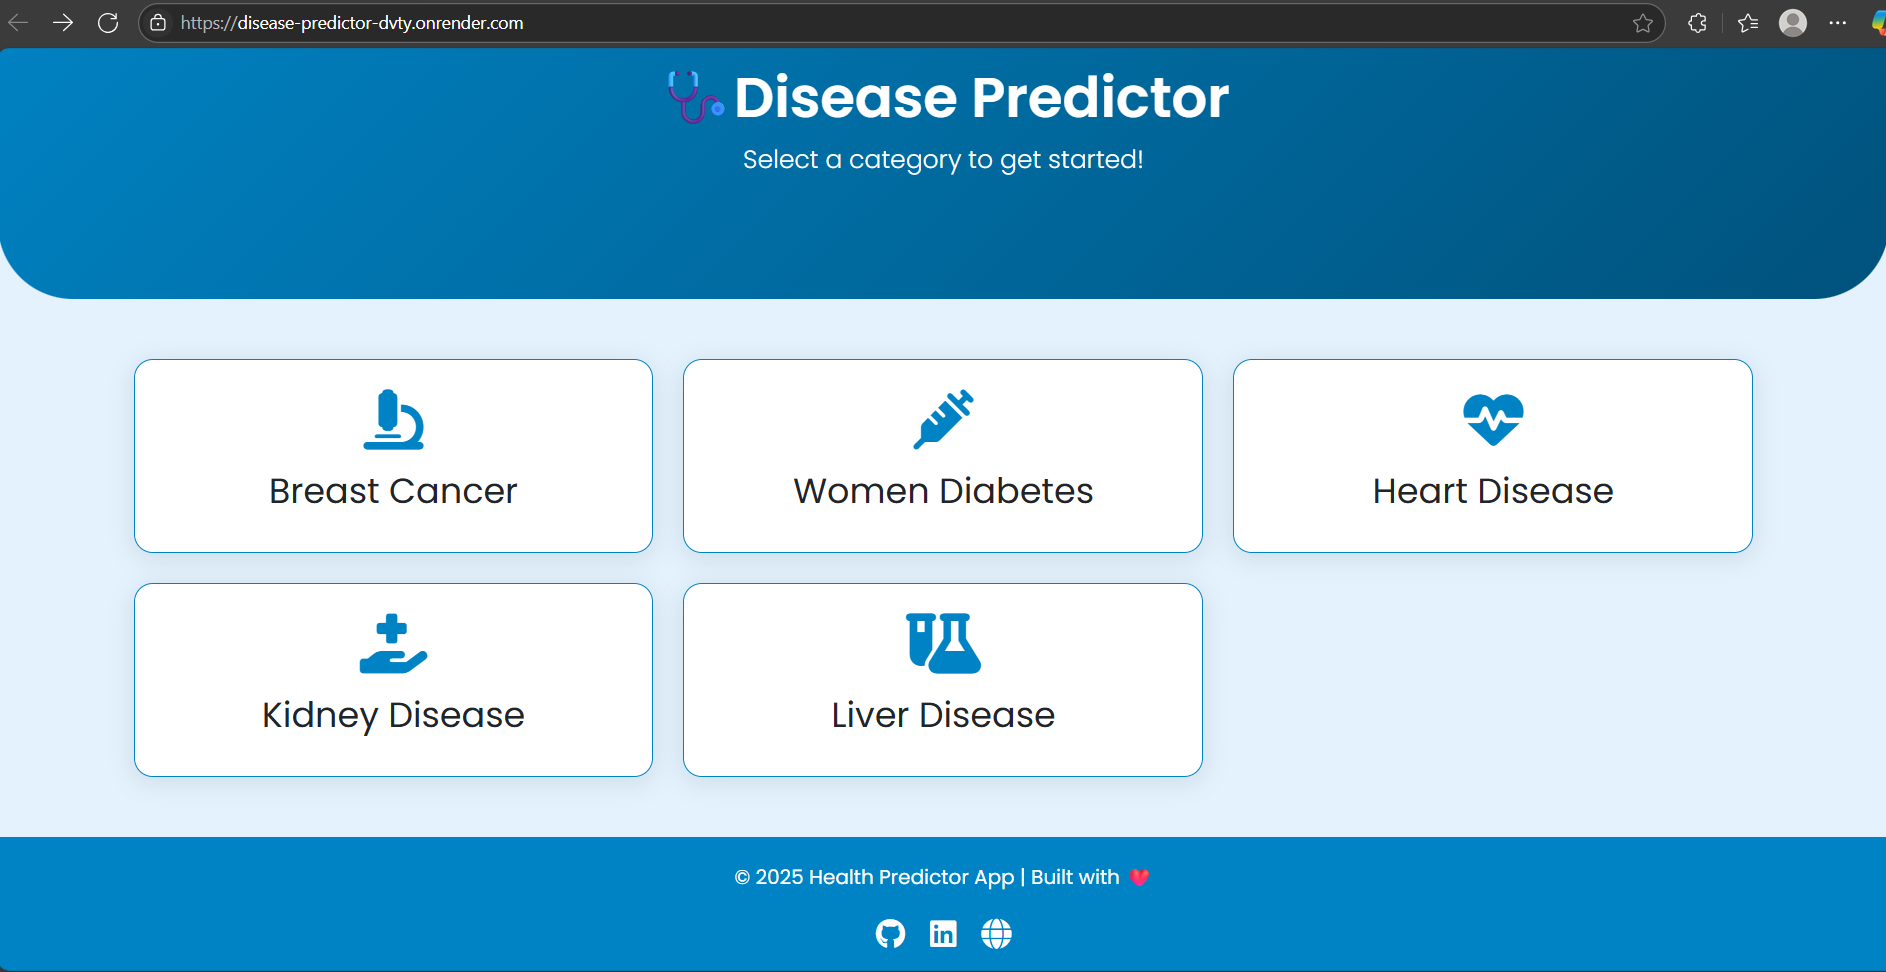 https://disease-predictor-dvty.onrender.com
Disease Predictor
Select a category to get started!
Breast Cancer
Women Diabetes
Heart Disease
Kidney Disease
Liver Disease
© 2025 Health Predictor App | Built with ❤️
in